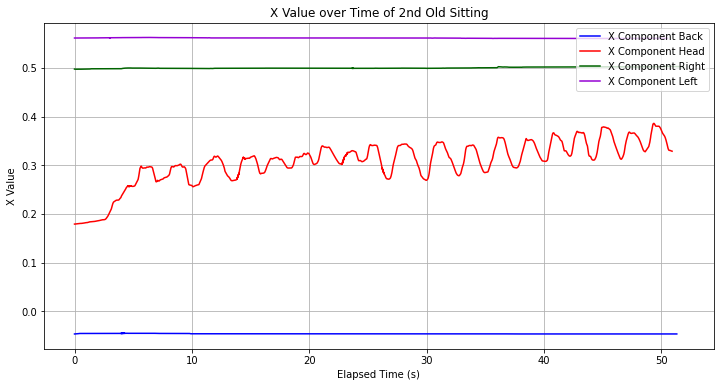 X Value over Time of 2nd Old Sitting
X Component Back
X Component Head
X Component Right
X Component Left
0.5
0.4
0.3
0.2
0.1
0.0
X Value
0
10
20
30
40
50
Elapsed Time (s)